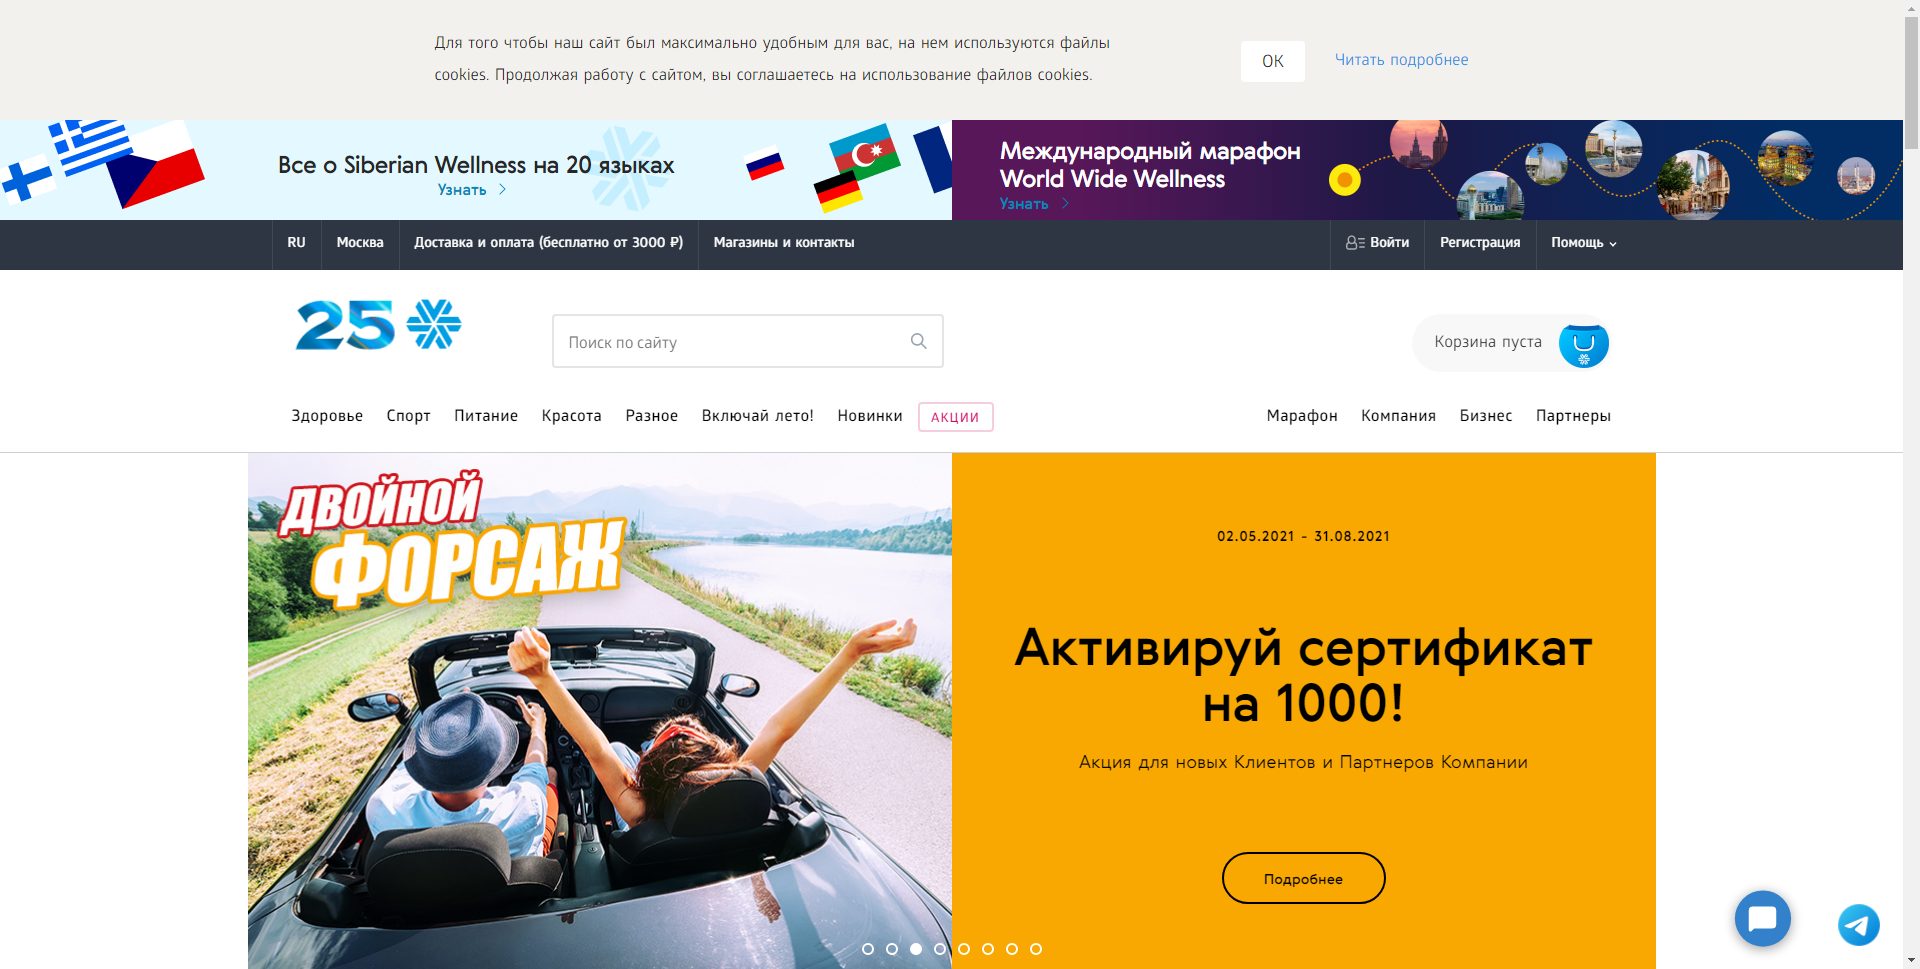 Для того чтобы наш сайт был максимально удобным для вас, на нем используются файлы
cookies. Продолжая работу с сайтом, вы соглашаетесь на использование файлов cookies.
OK
Читать подробнее
Все о Siberian Wellness на 20 языках
Узнать
Международный марафон
World Wide Wellness
Узнать
RU
Москва
Доставка и оплата (бесплатно от 3000 ₽)
Магазины и контакты
Войти
Регистрация
Помощь
25
Поиск по сайту
Корзина пуста
Здоровье
Спорт
Питание
Красота
Разное
Включай лето!
Новинки
АКЦИИ
Марафон
Компания
Бизнес
Партнеры
ДВОЙНОЙ
ФОРСАЖ
02.05.2021 - 31.08.2021
Активируй сертификат
на 1000!
Акция для новых Клиентов и Партнеров Компании
Подробнее